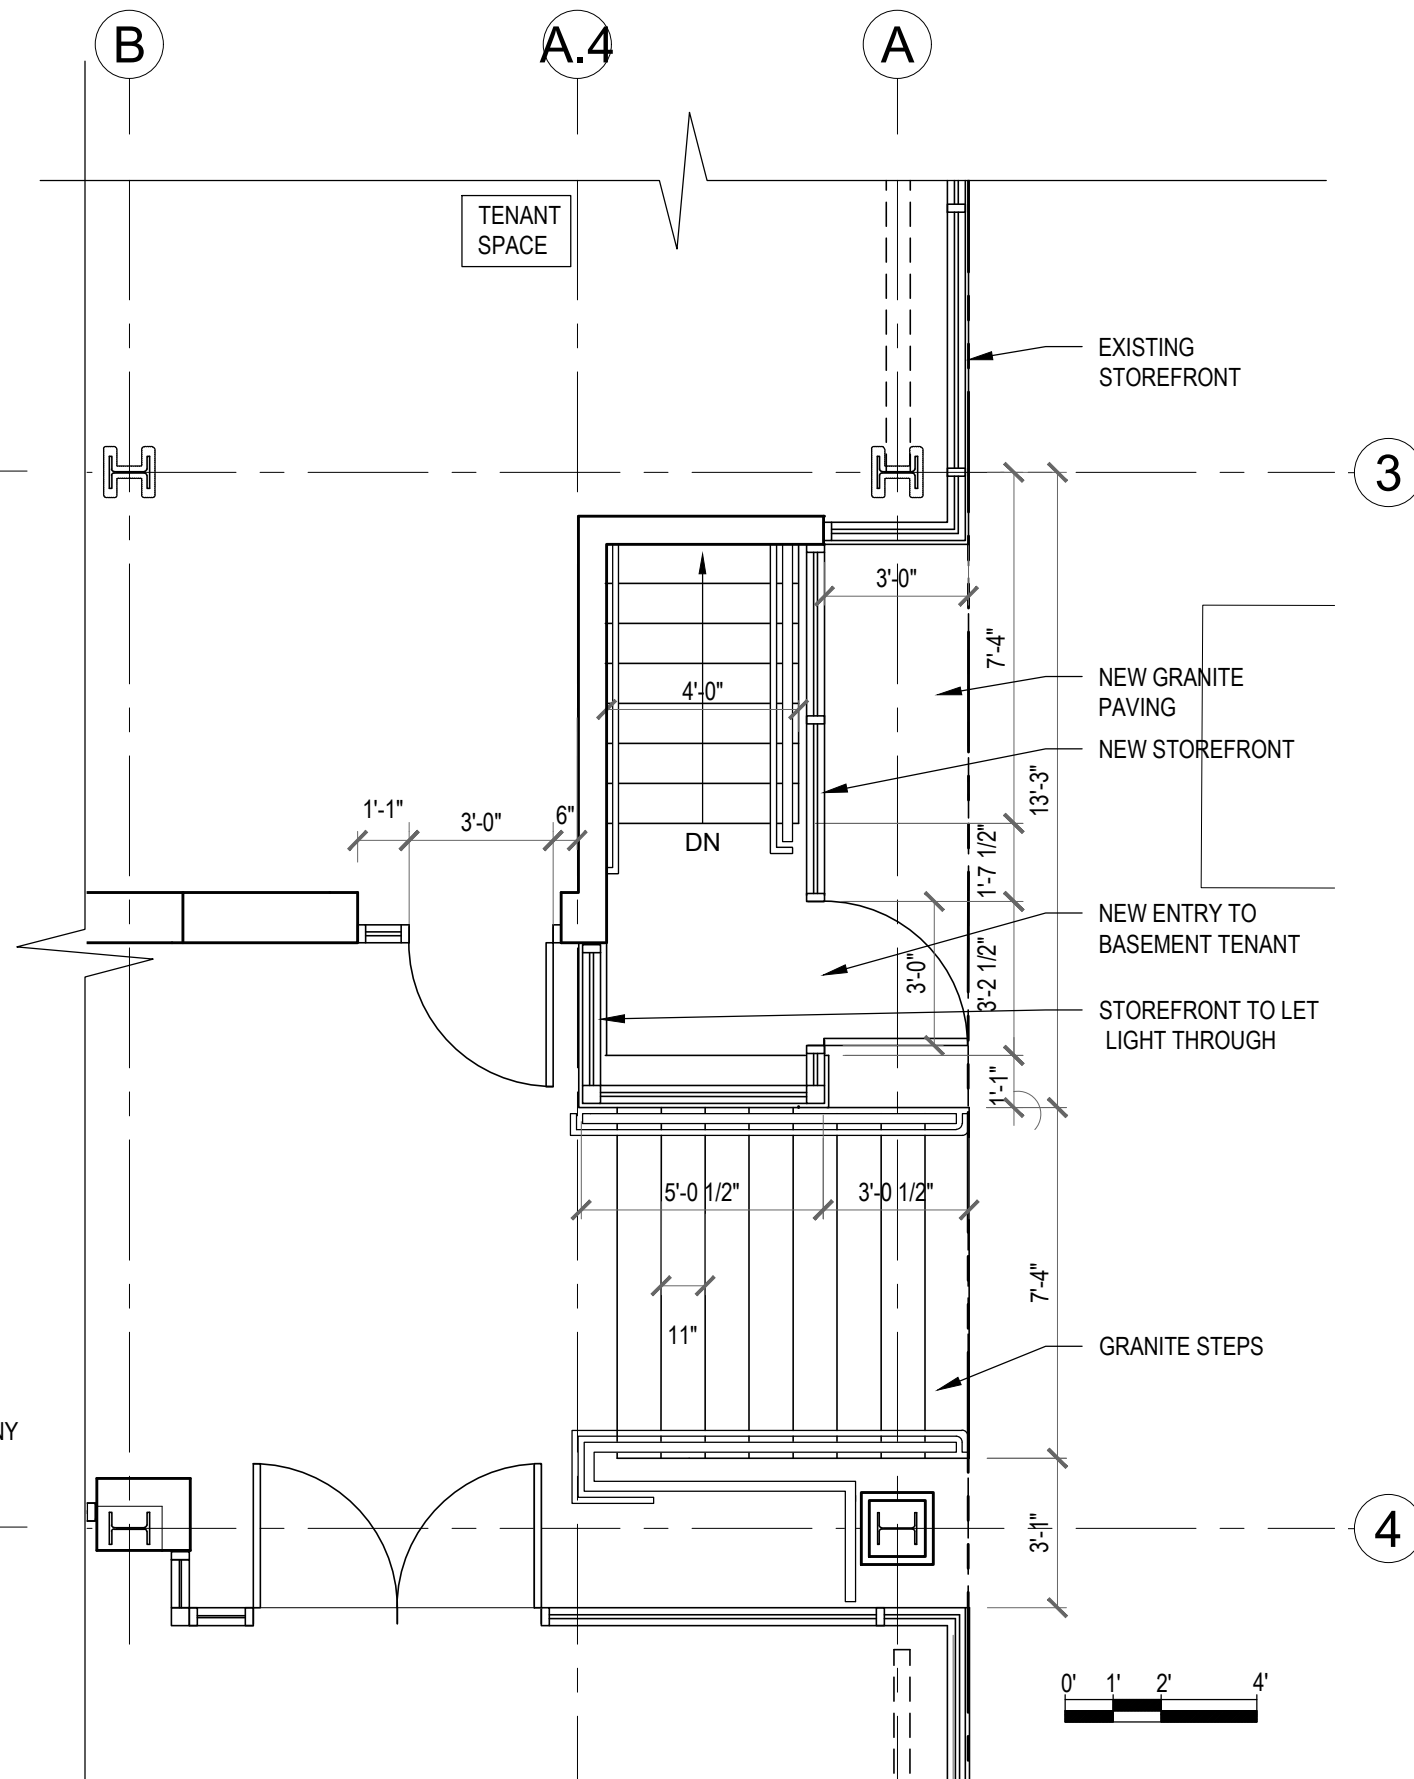 B
A.4
A
TENANT
SPACE
EXISTING
STOREFRONT
3
3'-0"
7'-4"
NEW GRANITE
PAVING
4'-0"
NEW STOREFRONT
13'-3"
1'-1"
3'-0"
6"
DN
1'-7 1/2"
NEW ENTRY TO
BASEMENT TENANT
3'-0"
3'-2 1/2"
STOREFRONT TO LET
LIGHT THROUGH
1'-1"
5'-0 1/2"
3'-0 1/2"
7'-4"
11"
GRANITE STEPS
NY
4
3'-1"
0' 1' 2' 4'